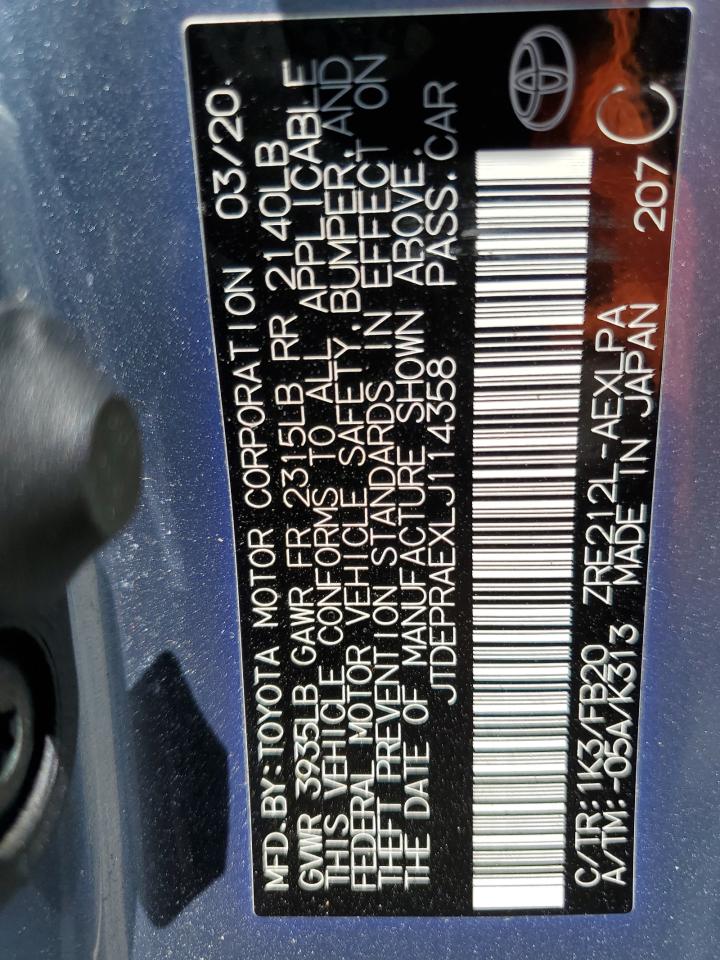 MFD.BY:TOYOTA MOTOR CORPORATION 03/20
GVWR 3935LB GAWR FR 2315LB RR 2140LB
THIS VEHICLE CONFORMS TO ALL APPLICABLE
FEDERAL MOTOR VEHICLE SAFETY,BUMPER,AND
THEFT PREVENTION STANDARDS IN EFFECT ON
THE DATE OF MANUFACTURE SHOWN ABOVE.
JTDEPRAEXLJ114358 PASS.CAR
C/TR:1K3/FB20 ZRE212L-AEXLPA 207 C
A/TM:-05A/K313 MADE IN JAPAN